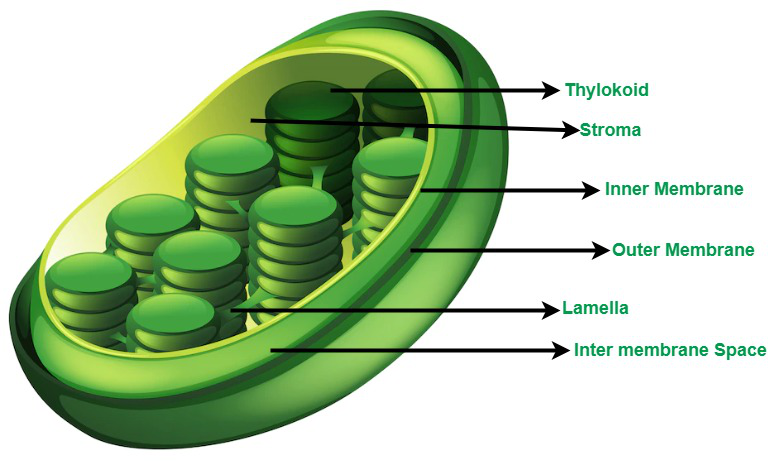 Thylokoid
Stroma
Inner Membrane
Outer Membrane
Lamella
Inter membrane Space